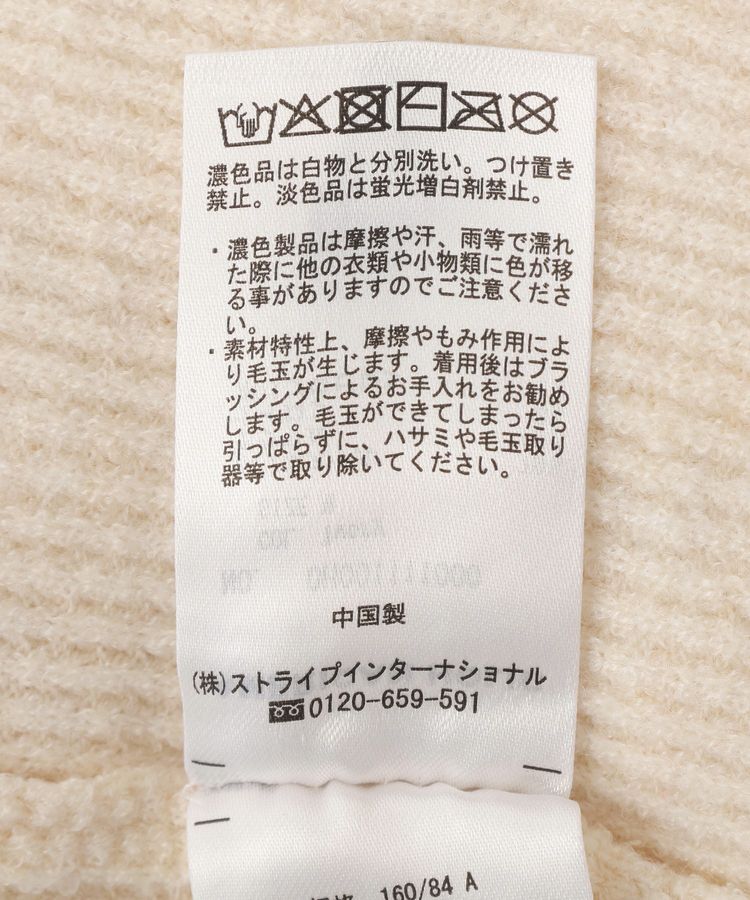 濃色品は白物と分別洗い。つけ置き
禁止。淡色品は蛍光増白剤禁止。
・濃色製品は摩擦や汗、雨等で濡れ
た際に他の衣類や小物類に色が移
る事がありますのでご注意くださ
い。
・素材特性上、摩擦やもみ作用によ
り毛玉が生じます。着用後はブラ
ッシングによるお手入れをお勧め
します。毛玉ができてしまったら
引っぱらずに、ハサミや毛玉取り
器等で取り除いてください。
中国製
(株)ストライプインターナショナル
0120-659-591
160/84 A